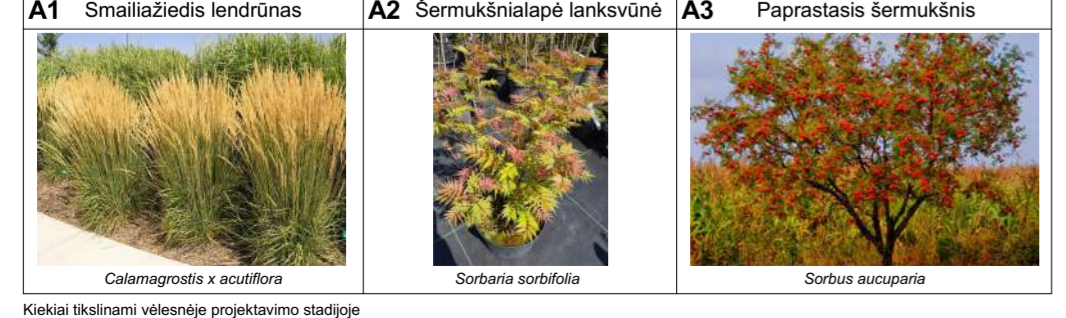 A1 Smailiažiedis lendrūnas
A2 Šermukšnialapė lanksvūnė
A3 Paprastasis šermukšnis
Calamagrostis x acutiflora
Sorbaria sorbifolia
Sorbus aucuparia
Kiekiai tikslinami vėlesnėje projektavimo stadijoje